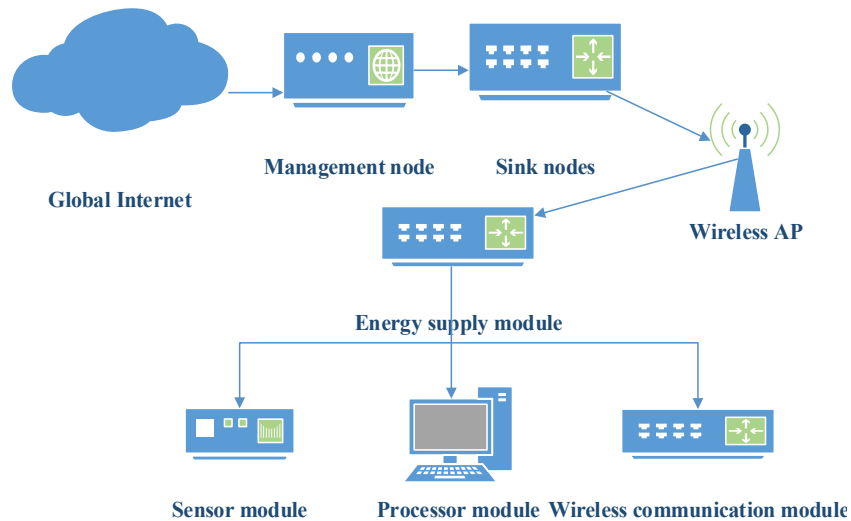 Management node
Sink nodes
Global Internet
Wireless AP
Energy supply module
Sensor module
Processor module
Wireless communication module